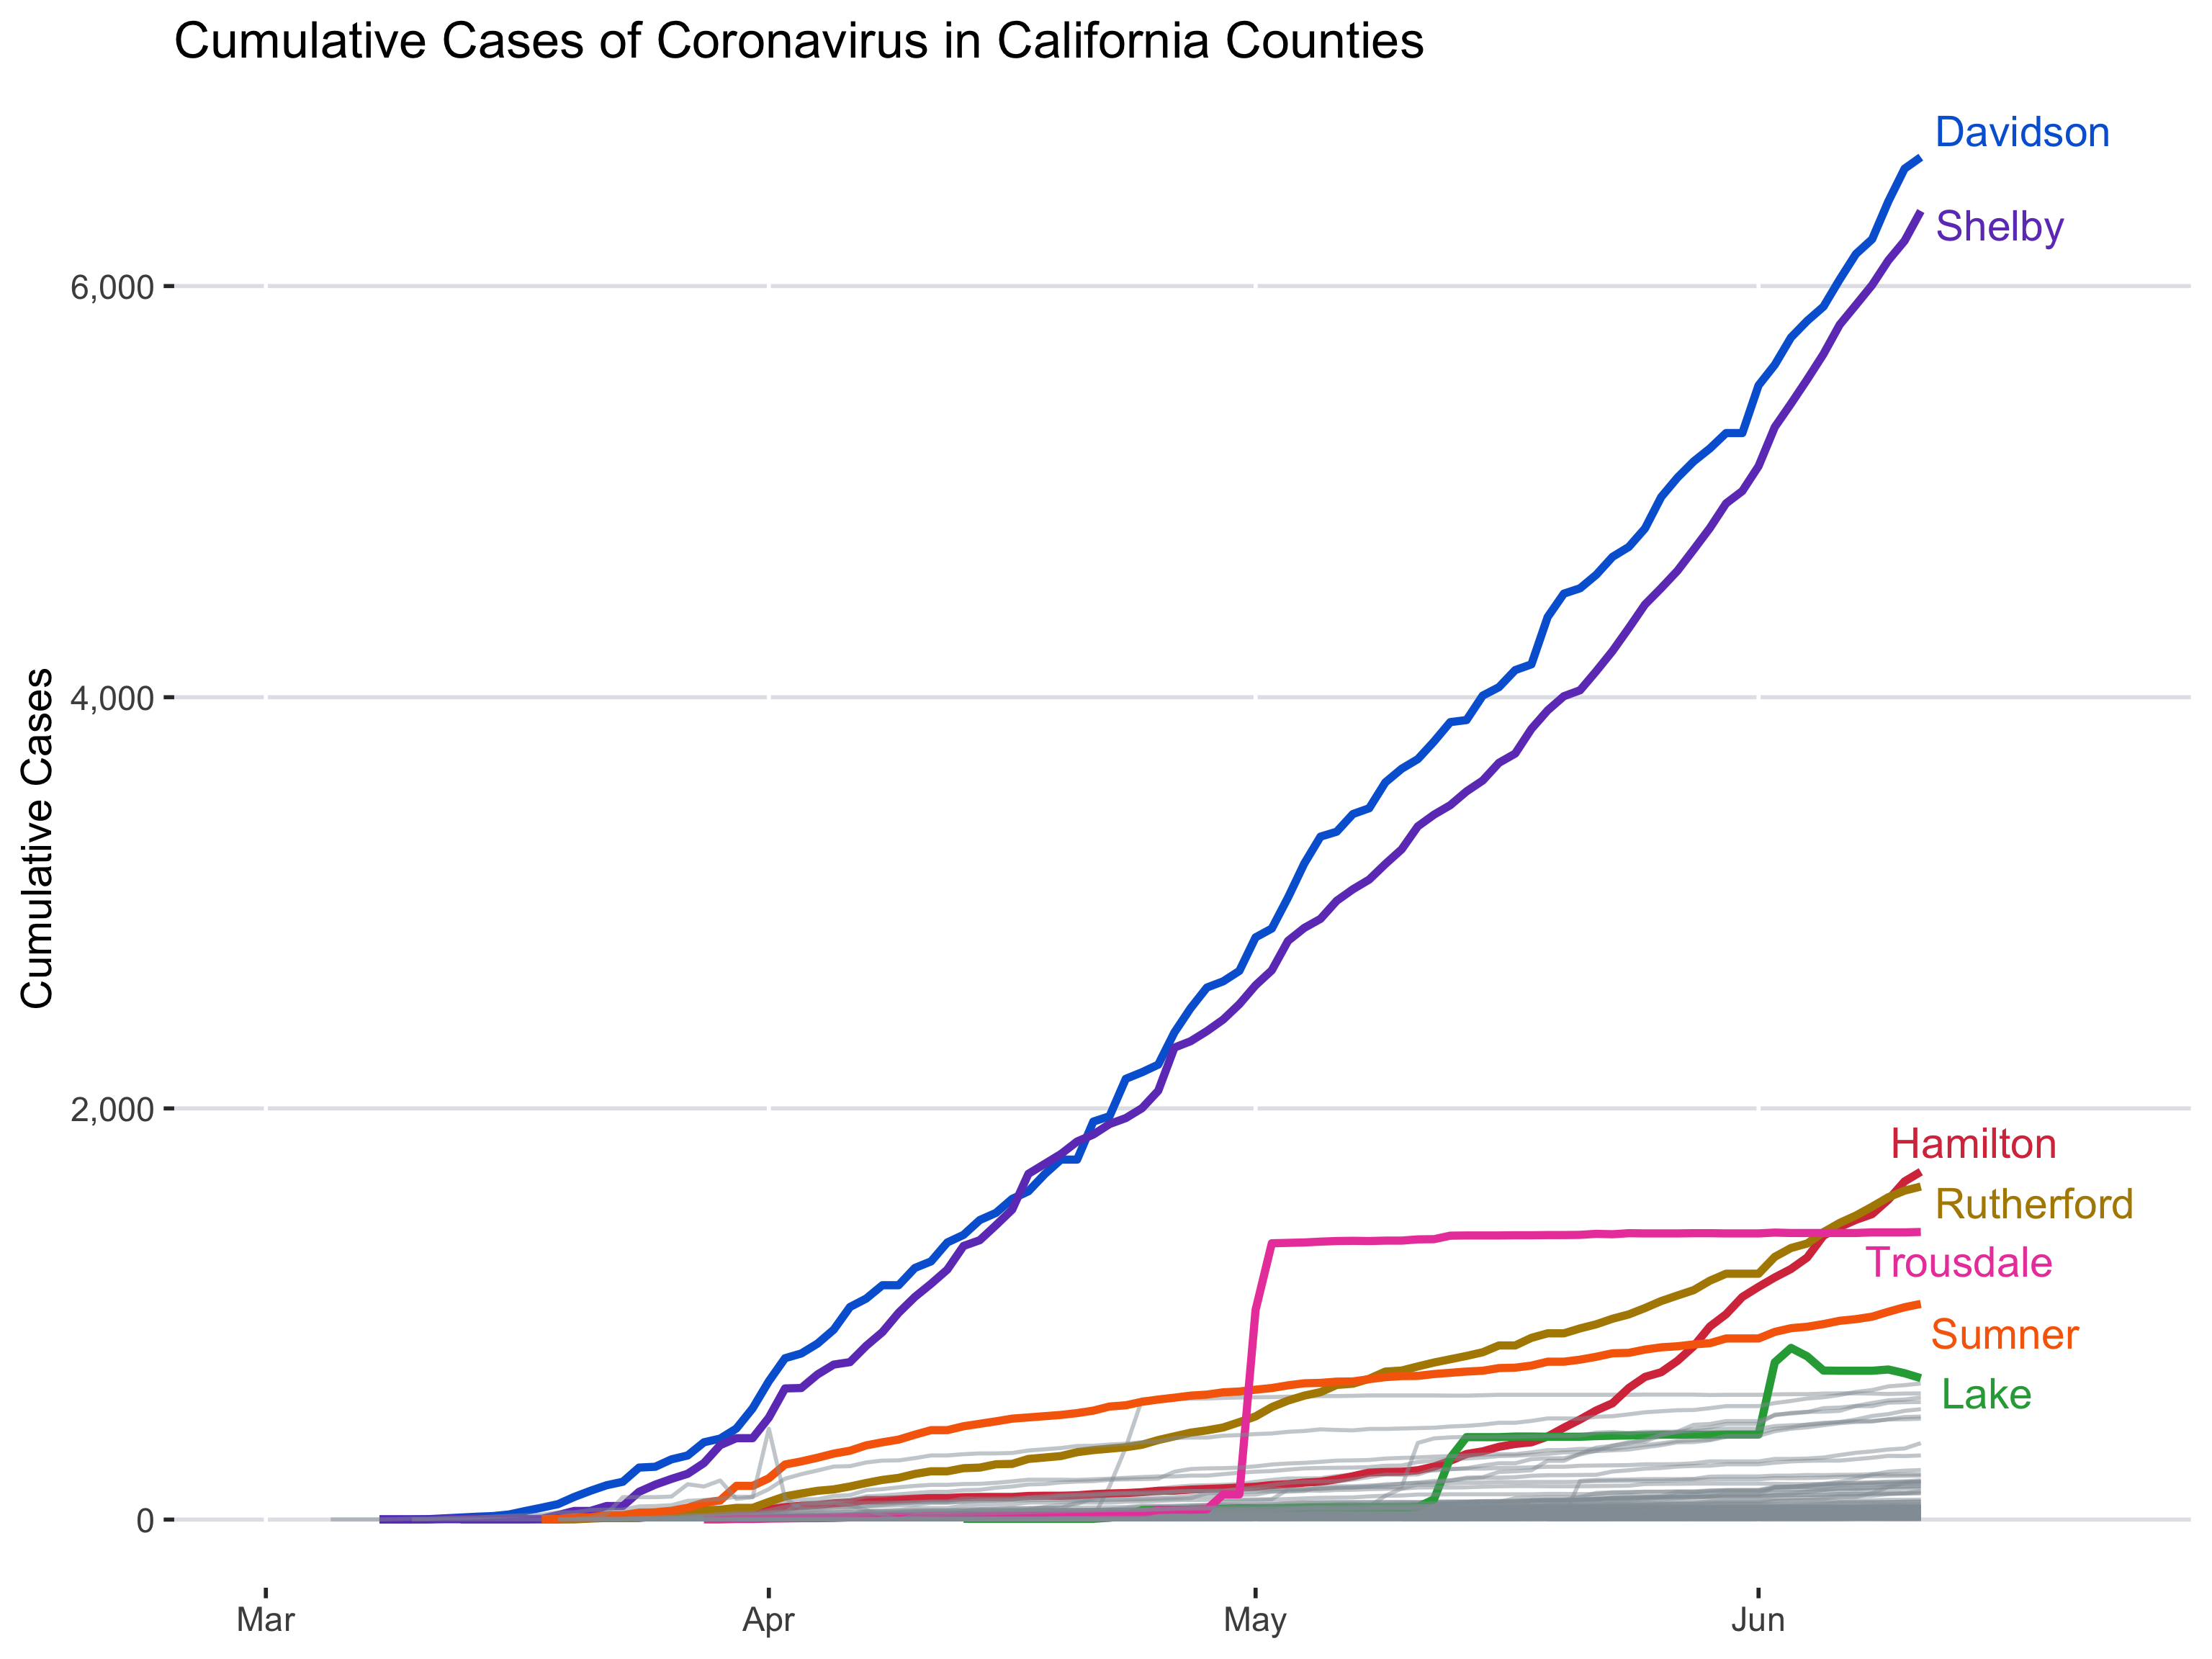 Cumulative Cases of Coronavirus in California Counties
Davidson
Shelby
6,000
4,000
Cumulative Cases
2,000
Hamilton
Rutherford
Trousdale
Sumner
Lake
0
Mar
Apr
May
Jun